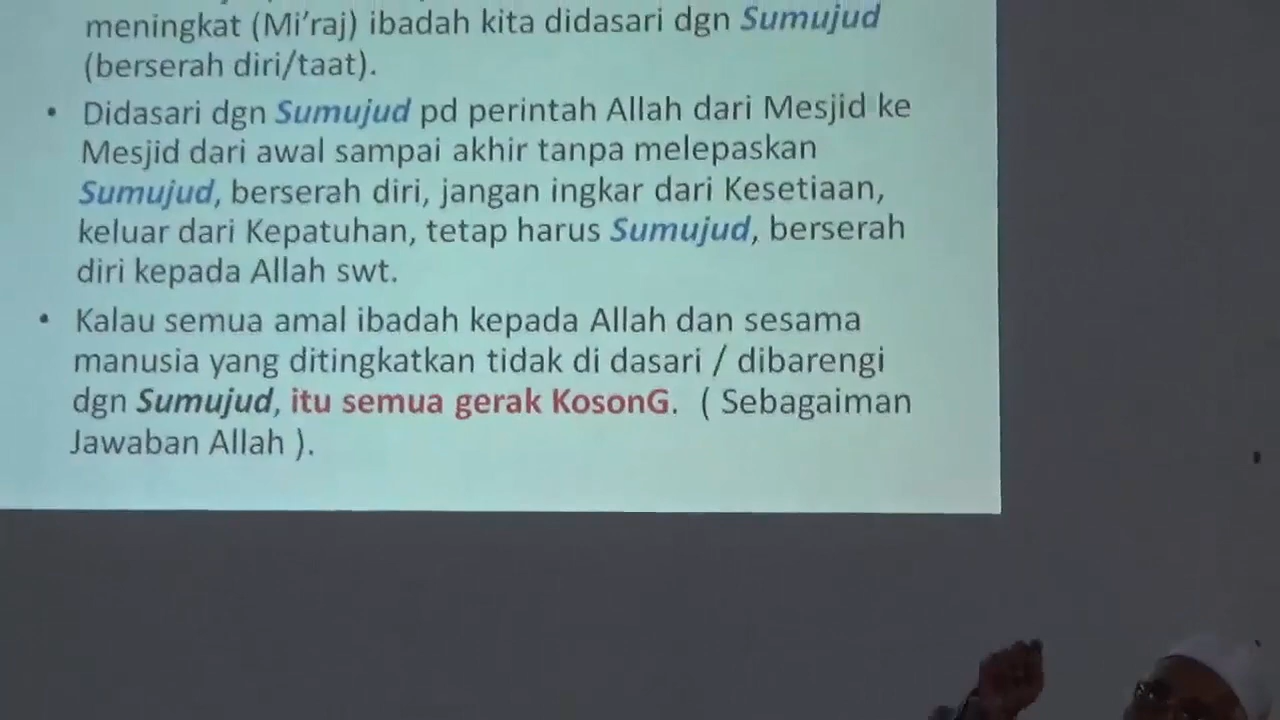 meningkat (Mi'raj) ibadah kita didasari dgn Sumujud
(berserah diri/taat).
• Didasari dgn Sumujud pd perintah Allah dari Mesjid ke
Mesjid dari awal sampai akhir tanpa melepaskan
Sumujud, berserah diri, jangan ingkar dari Kesetiaan,
keluar dari Kepatuhan, tetap harus Sumujud, berserah
diri kepada Allah swt.
• Kalau semua amal ibadah kepada Allah dan sesama
manusia yang ditingkatkan tidak di dasari / dibarengi
dgn Sumujud, itu semua gerak KosonG. ( Sebagaiman
Jawaban Allah ).